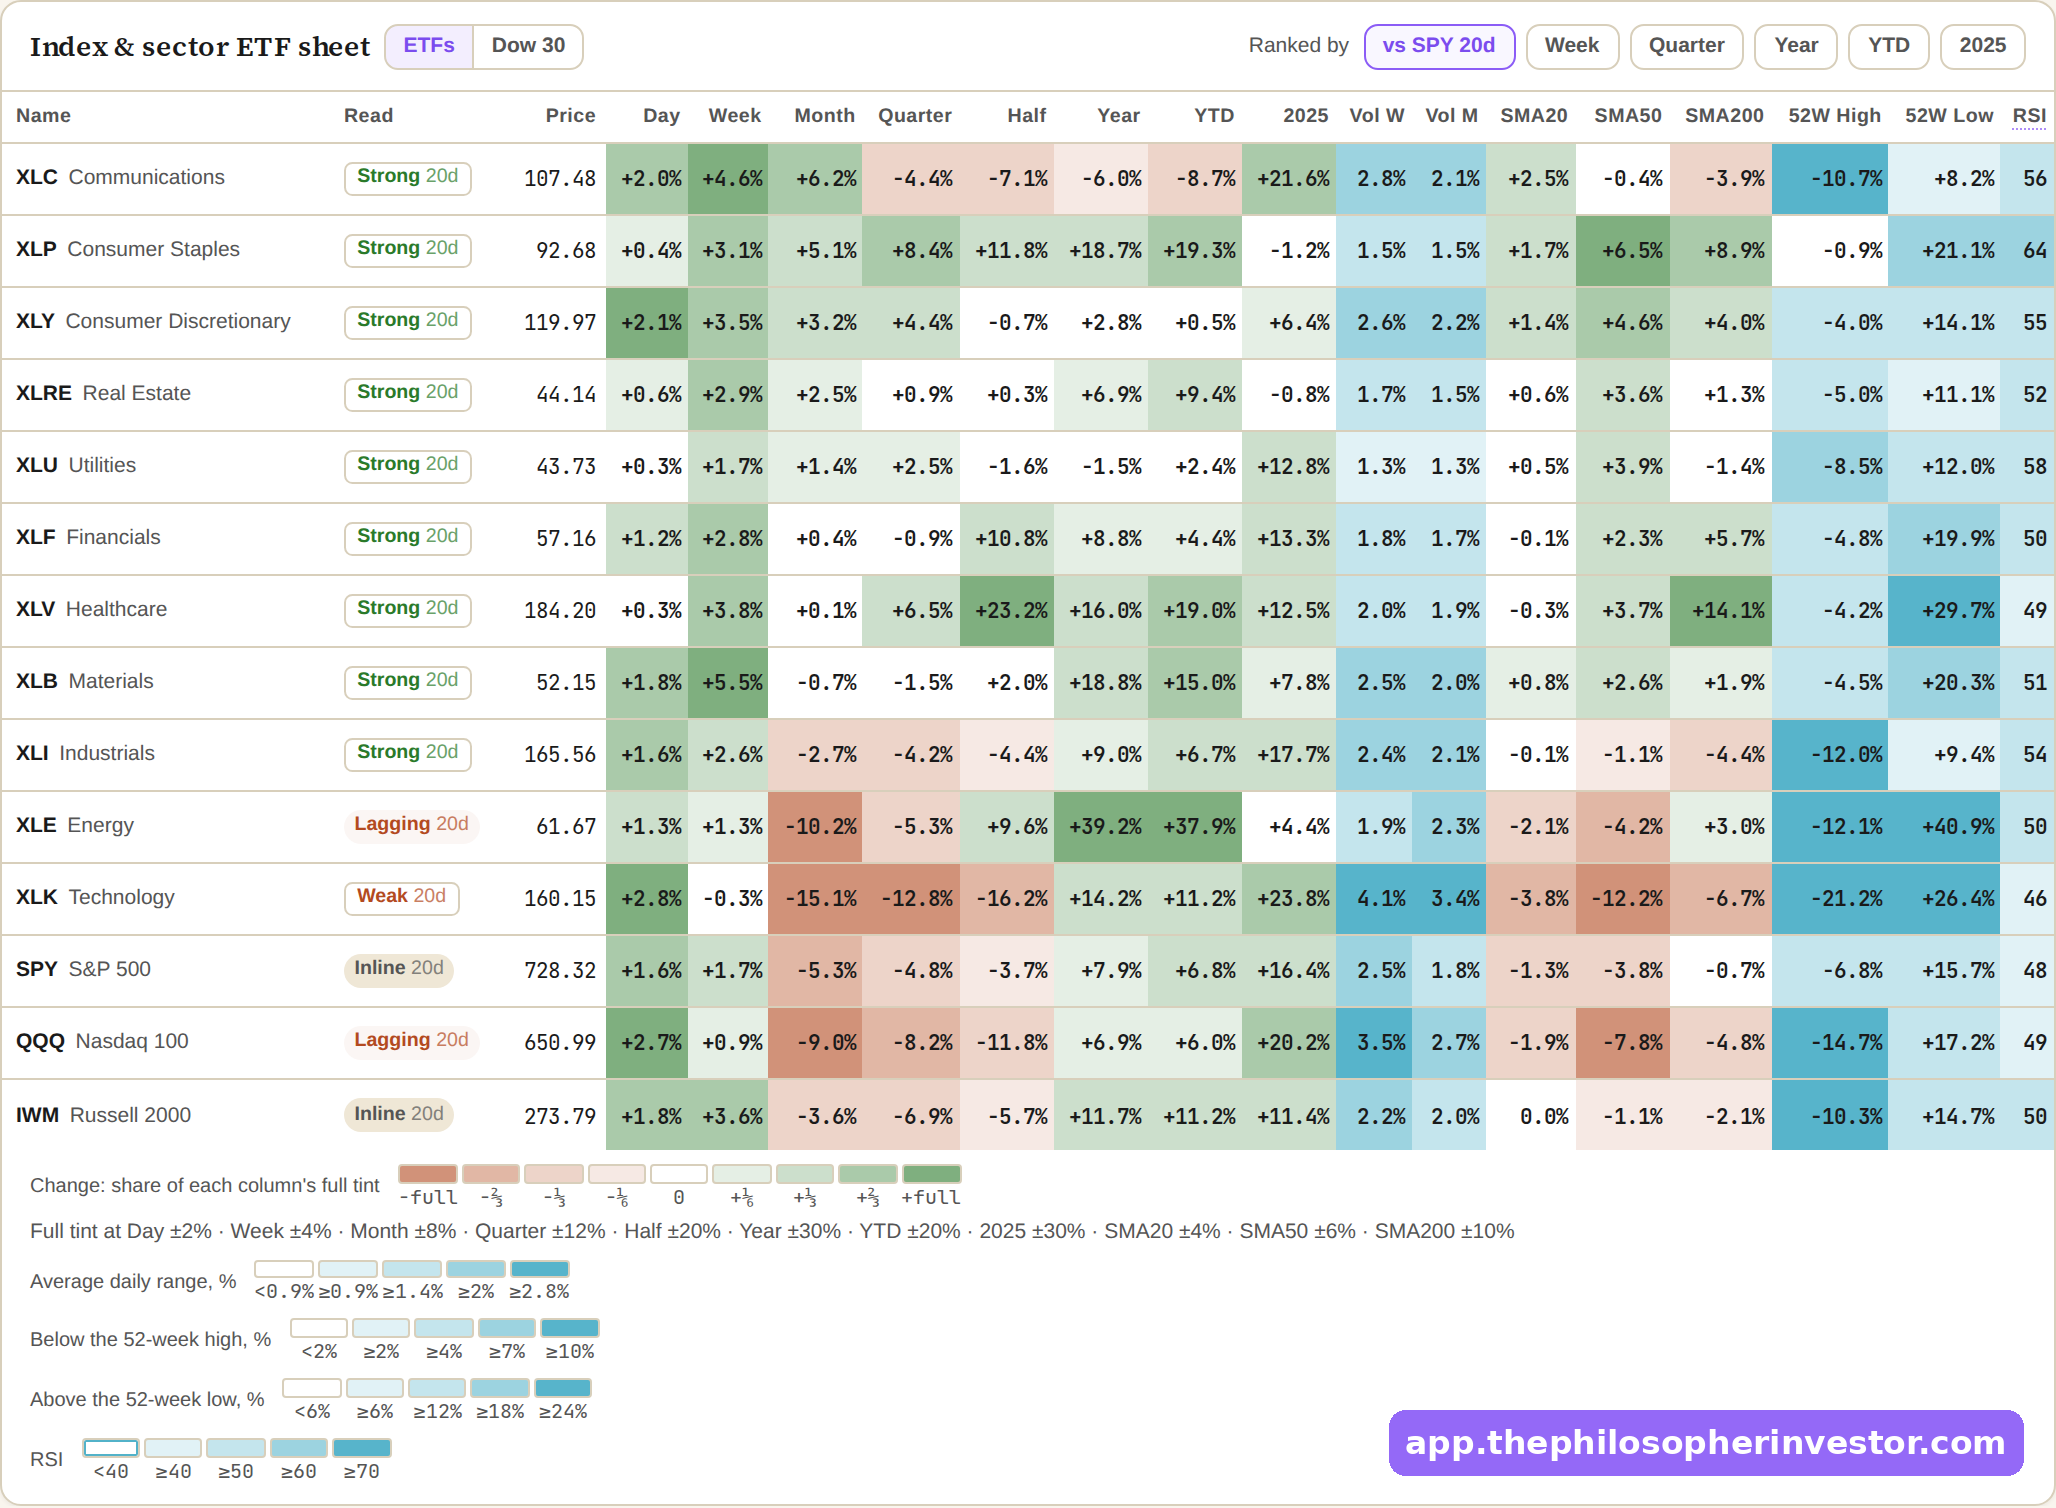 Index & sector ETF sheet ETFs Dow 30 Ranked by vs SPY 20d Week Quarter Year YTD 2025
Name Read Price Day Week Month Quarter Half Year YTD 2025 Vol W Vol M SMA20 SMA50 SMA200 52W High 52W Low RSI
XLC Communications Strong 20d 107.48 +2.0% +4.6% +6.2% -4.4% -7.1% -6.0% -8.7% +21.6% 2.8% 2.1% +2.5% -0.4% -3.9% -10.7% +8.2% 56
XLP Consumer Staples Strong 20d 92.68 +0.4% +3.1% +5.1% +8.4% +11.8% +18.7% +19.3% -1.2% 1.5% 1.5% +1.7% +6.5% +8.9% -0.9% +21.1% 64
XLY Consumer Discretionary Strong 20d 119.97 +2.1% +3.5% +3.2% +4.4% -0.7% +2.8% +0.5% +6.4% 2.6% 2.2% +1.4% +4.6% +4.0% -4.0% +14.1% 55
XLRE Real Estate Strong 20d 44.14 +0.6% +2.9% +2.5% +0.9% +0.3% +6.9% +9.4% -0.8% 1.7% 1.5% +0.6% +3.6% +1.3% -5.0% +11.1% 52
XLU Utilities Strong 20d 43.73 +0.3% +1.7% +1.4% +2.5% -1.6% -1.5% +2.4% +12.8% 1.3% 1.3% +0.5% +3.9% -1.4% -8.5% +12.0% 58
XLF Financials Strong 20d 57.16 +1.2% +2.8% +0.4% -0.9% +10.8% +8.8% +4.4% +13.3% 1.8% 1.7% -0.1% +2.3% +5.7% -4.8% +19.9% 50
XLV Healthcare Strong 20d 184.20 +0.3% +3.8% +0.1% +6.5% +23.2% +16.0% +19.0% +12.5% 2.0% 1.9% -0.3% +3.7% +14.1% -4.2% +29.7% 49
XLB Materials Strong 20d 52.15 +1.8% +5.5% -0.7% -1.5% +2.0% +18.8% +15.0% +7.8% 2.5% 2.0% +0.8% +2.6% +1.9% -4.5% +20.3% 51
XLI Industrials Strong 20d 165.56 +1.6% +2.6% -2.7% -4.2% -4.4% +9.0% +6.7% +17.7% 2.4% 2.1% -0.1% -1.1% -4.4% -12.0% +9.4% 54
XLE Energy Lagging 20d 61.67 +1.3% +1.3% -10.2% -5.3% +9.6% +39.2% +37.9% +4.4% 1.9% 2.3% -2.1% -4.2% +3.0% -12.1% +40.9% 50
XLK Technology Weak 20d 160.15 +2.8% -0.3% -15.1% -12.8% -16.2% +14.2% +11.2% +23.8% 4.1% 3.4% -3.8% -12.2% -6.7% -21.2% +26.4% 46
SPY S&P 500 Inline 20d 728.32 +1.6% +1.7% -5.3% -4.8% -3.7% +7.9% +6.8% +16.4% 2.5% 1.8% -1.3% -3.8% -0.7% -6.8% +15.7% 48
QQQ Nasdaq 100 Lagging 20d 650.99 +2.7% +0.9% -9.0% -8.2% -11.8% +6.9% +6.0% +20.2% 3.5% 2.7% -1.9% -7.8% -4.8% -14.7% +17.2% 49
IWM Russell 2000 Inline 20d 273.79 +1.8% +3.6% -3.6% -6.9% -5.7% +11.7% +11.2% +11.4% 2.2% 2.0% 0.0% -1.1% -2.1% -10.3% +14.7% 50
Change: share of each column's full tint -full -⅔ -⅓ -⅙ 0 +⅙ +⅓ +⅔ +full
Full tint at Day ±2% · Week ±4% · Month ±8% · Quarter ±12% · Half ±20% · Year ±30% · YTD ±20% · 2025 ±30% · SMA20 ±4% · SMA50 ±6% · SMA200 ±10%
Average daily range, % <0.9% ≥0.9% ≥1.4% ≥2% ≥2.8%
Below the 52-week high, % <2% ≥2% ≥4% ≥7% ≥10%
Above the 52-week low, % <6% ≥6% ≥12% ≥18% ≥24%
RSI <40 ≥40 ≥50 ≥60 ≥70
app.thephilosopherinvestor.com